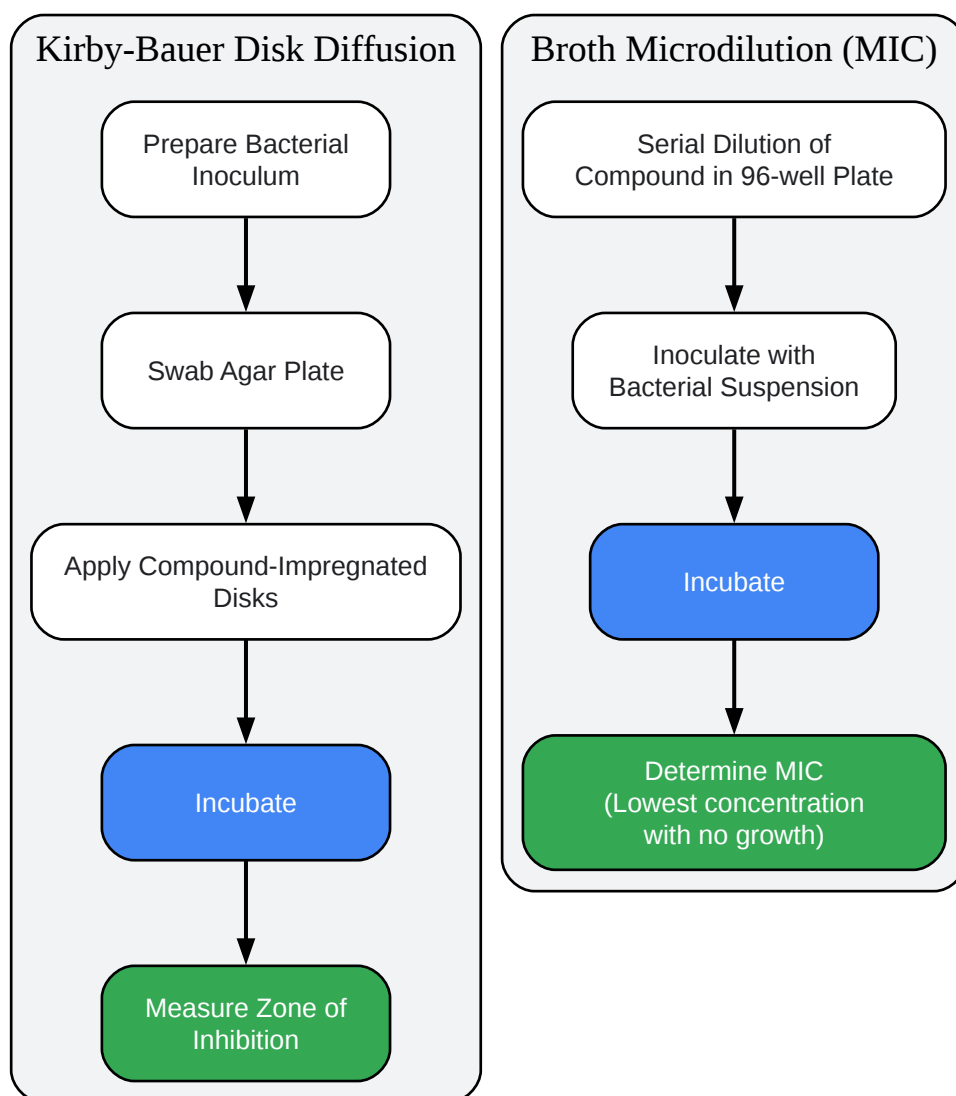 Kirby-Bauer Disk Diffusion
Prepare Bacterial
Inoculum
Swab Agar Plate
Apply Compound-Impregnated
Disks
Incubate
Measure Zone of
Inhibition
Broth Microdilution (MIC)
Serial Dilution of
Compound in 96-well Plate
Inoculate with
Bacterial Suspension
Incubate
Determine MIC
(Lowest concentration
with no growth)